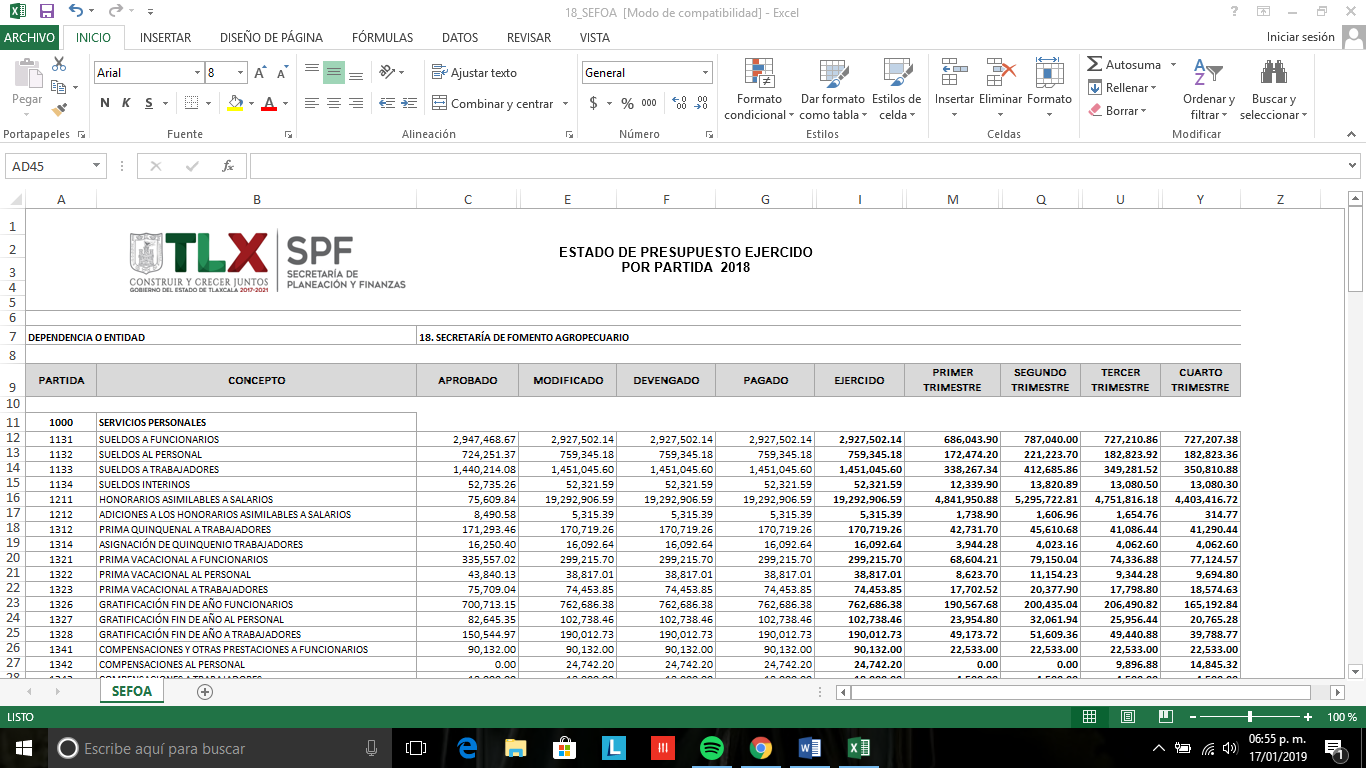 18_SEFOA [Modo de compatibilidad] - Excel
ARCHIVO INICIO INSERTAR DISEÑO DE PÁGINA FÓRMULAS DATOS REVISAR VISTA Iniciar sesión
Pegar Arial 8 Ajustar texto General Formato condicional Dar formato como tabla Estilos de celda Insertar Eliminar Formato Autosuma Rellenar Borrar Ordenar y filtrar Buscar y seleccionar
N K S Combinar y centrar $ % 000
Portapapeles Fuente Alineación Número Estilos Celdas Modificar
AD45 fx
A B C E F G I M Q U Y Z
1
2
3
4
5
TLX
CONSTRUIR Y CRECER JUNTOS
GOBIERNO DEL ESTADO DE TLAXCALA 2017-2021
SPF
SECRETARÍA DE
PLANEACIÓN Y FINANZAS
ESTADO DE PRESUPUESTO EJERCIDO
POR PARTIDA 2018
6
7 DEPENDENCIA O ENTIDAD 18. SECRETARÍA DE FOMENTO AGROPECUARIO
8
9 PARTIDA CONCEPTO APROBADO MODIFICADO DEVENGADO PAGADO EJERCIDO PRIMER TRIMESTRE SEGUNDO TRIMESTRE TERCER TRIMESTRE CUARTO TRIMESTRE
10
11 1000 SERVICIOS PERSONALES
12 1131 SUELDOS A FUNCIONARIOS 2,947,468.67 2,927,502.14 2,927,502.14 2,927,502.14 2,927,502.14 686,043.90 787,040.00 727,210.86 727,207.38
13 1132 SUELDOS AL PERSONAL 724,251.37 759,345.18 759,345.18 759,345.18 759,345.18 172,474.20 221,223.70 182,823.92 182,823.36
14 1133 SUELDOS A TRABAJADORES 1,440,214.08 1,451,045.60 1,451,045.60 1,451,045.60 1,451,045.60 338,267.34 412,685.86 349,281.52 350,810.88
15 1134 SUELDOS INTERINOS 52,735.26 52,321.59 52,321.59 52,321.59 52,321.59 12,339.90 13,820.89 13,080.50 13,080.30
16 1211 HONORARIOS ASIMILABLES A SALARIOS 75,609.84 19,292,906.59 19,292,906.59 19,292,906.59 19,292,906.59 4,841,950.88 5,295,722.81 4,751,816.18 4,403,416.72
17 1212 ADICIONES A LOS HONORARIOS ASIMILABLES A SALARIOS 8,490.58 5,315.39 5,315.39 5,315.39 5,315.39 1,738.90 1,606.96 1,654.76 314.77
18 1312 PRIMA QUINQUENAL A TRABAJADORES 171,293.46 170,719.26 170,719.26 170,719.26 170,719.26 42,731.70 45,610.68 41,086.44 41,290.44
19 1314 ASIGNACIÓN DE QUINQUENIO TRABAJADORES 16,250.40 16,092.64 16,092.64 16,092.64 16,092.64 3,944.28 4,023.16 4,062.60 4,062.60
20 1321 PRIMA VACACIONAL A FUNCIONARIOS 335,557.02 299,215.70 299,215.70 299,215.70 299,215.70 68,604.21 79,150.04 74,336.88 77,124.57
21 1322 PRIMA VACACIONAL AL PERSONAL 43,840.13 38,817.01 38,817.01 38,817.01 38,817.01 8,623.70 11,154.23 9,344.28 9,694.80
22 1323 PRIMA VACACIONAL A TRABAJADORES 75,709.04 74,453.85 74,453.85 74,453.85 74,453.85 17,702.52 20,377.90 17,798.80 18,574.63
23 1326 GRATIFICACIÓN FIN DE AÑO FUNCIONARIOS 700,713.15 762,686.38 762,686.38 762,686.38 762,686.38 190,567.68 200,435.04 206,490.82 165,192.84
24 1327 GRATIFICACIÓN FIN DE AÑO AL PERSONAL 82,645.35 102,738.46 102,738.46 102,738.46 102,738.46 23,954.80 32,061.94 25,956.44 20,765.28
25 1328 GRATIFICACIÓN FIN DE AÑO A TRABAJADORES 150,544.97 190,012.73 190,012.73 190,012.73 190,012.73 49,173.72 51,609.36 49,440.88 39,788.77
26 1341 COMPENSACIONES Y OTRAS PRESTACIONES A FUNCIONARIOS 90,132.00 90,132.00 90,132.00 90,132.00 90,132.00 22,533.00 22,533.00 22,533.00 22,533.00
27 1342 COMPENSACIONES AL PERSONAL 0.00 24,742.20 24,742.20 24,742.20 24,742.20 0.00 0.00 9,896.88 14,845.32
SEFOA
LISTO 100 %
Escribe aquí para buscar
06:55 p. m.
17/01/2019
1